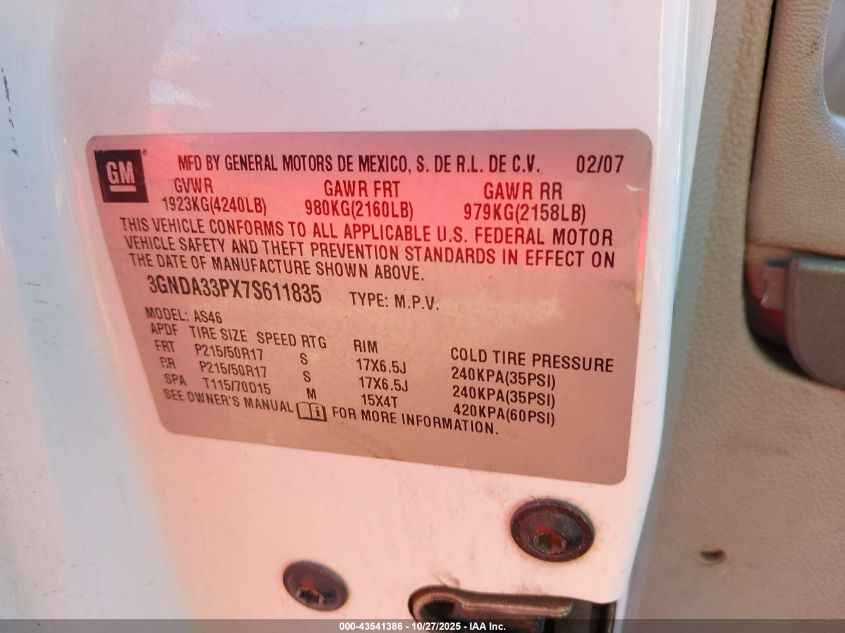 GM MFD BY GENERAL MOTORS DE MEXICO, S. DE R.L. DE C.V. 02/07
GVWR GAWR FRT GAWR RR
1923KG(4240LB) 980KG(2160LB) 979KG(2158LB)
THIS VEHICLE CONFORMS TO ALL APPLICABLE U.S. FEDERAL MOTOR
VEHICLE SAFETY AND THEFT PREVENTION STANDARDS IN EFFECT ON
THE DATE OF MANUFACTURE SHOWN ABOVE.
3GNDA33PX7S611835 TYPE: M.P.V.
MODEL: AS46
APDF TIRE SIZE SPEED RTG RIM COLD TIRE PRESSURE
FRT P215/50R17 S 17X6.5J 240KPA(35PSI)
RR P215/50R17 S 17X6.5J 240KPA(35PSI)
SPA T115/70D15 M 15X4T 420KPA(60PSI)
SEE OWNER'S MANUAL i FOR MORE INFORMATION.
000-43541386 - 10/27/2025 - IAA Inc.